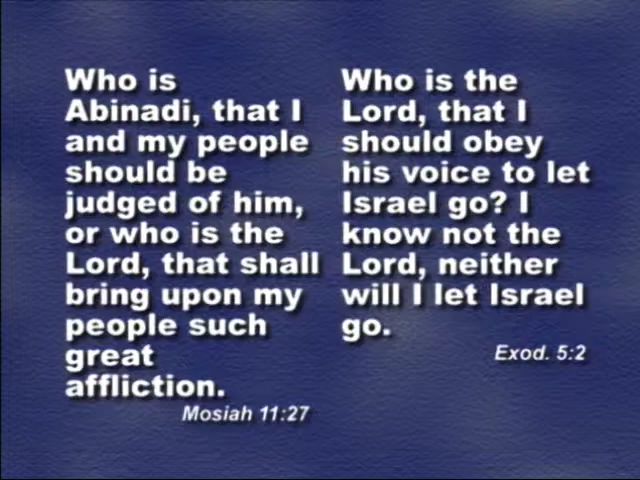 Who is
Abinadi, that I
and my people
should be
judged of him,
or who is the
Lord, that shall
bring upon my
people such
great
affliction.
Mosiah 11:27
Who is the
Lord, that I
should obey
his voice to let
Israel go? I
know not the
Lord, neither
will I let Israel
go.
Exod. 5:2